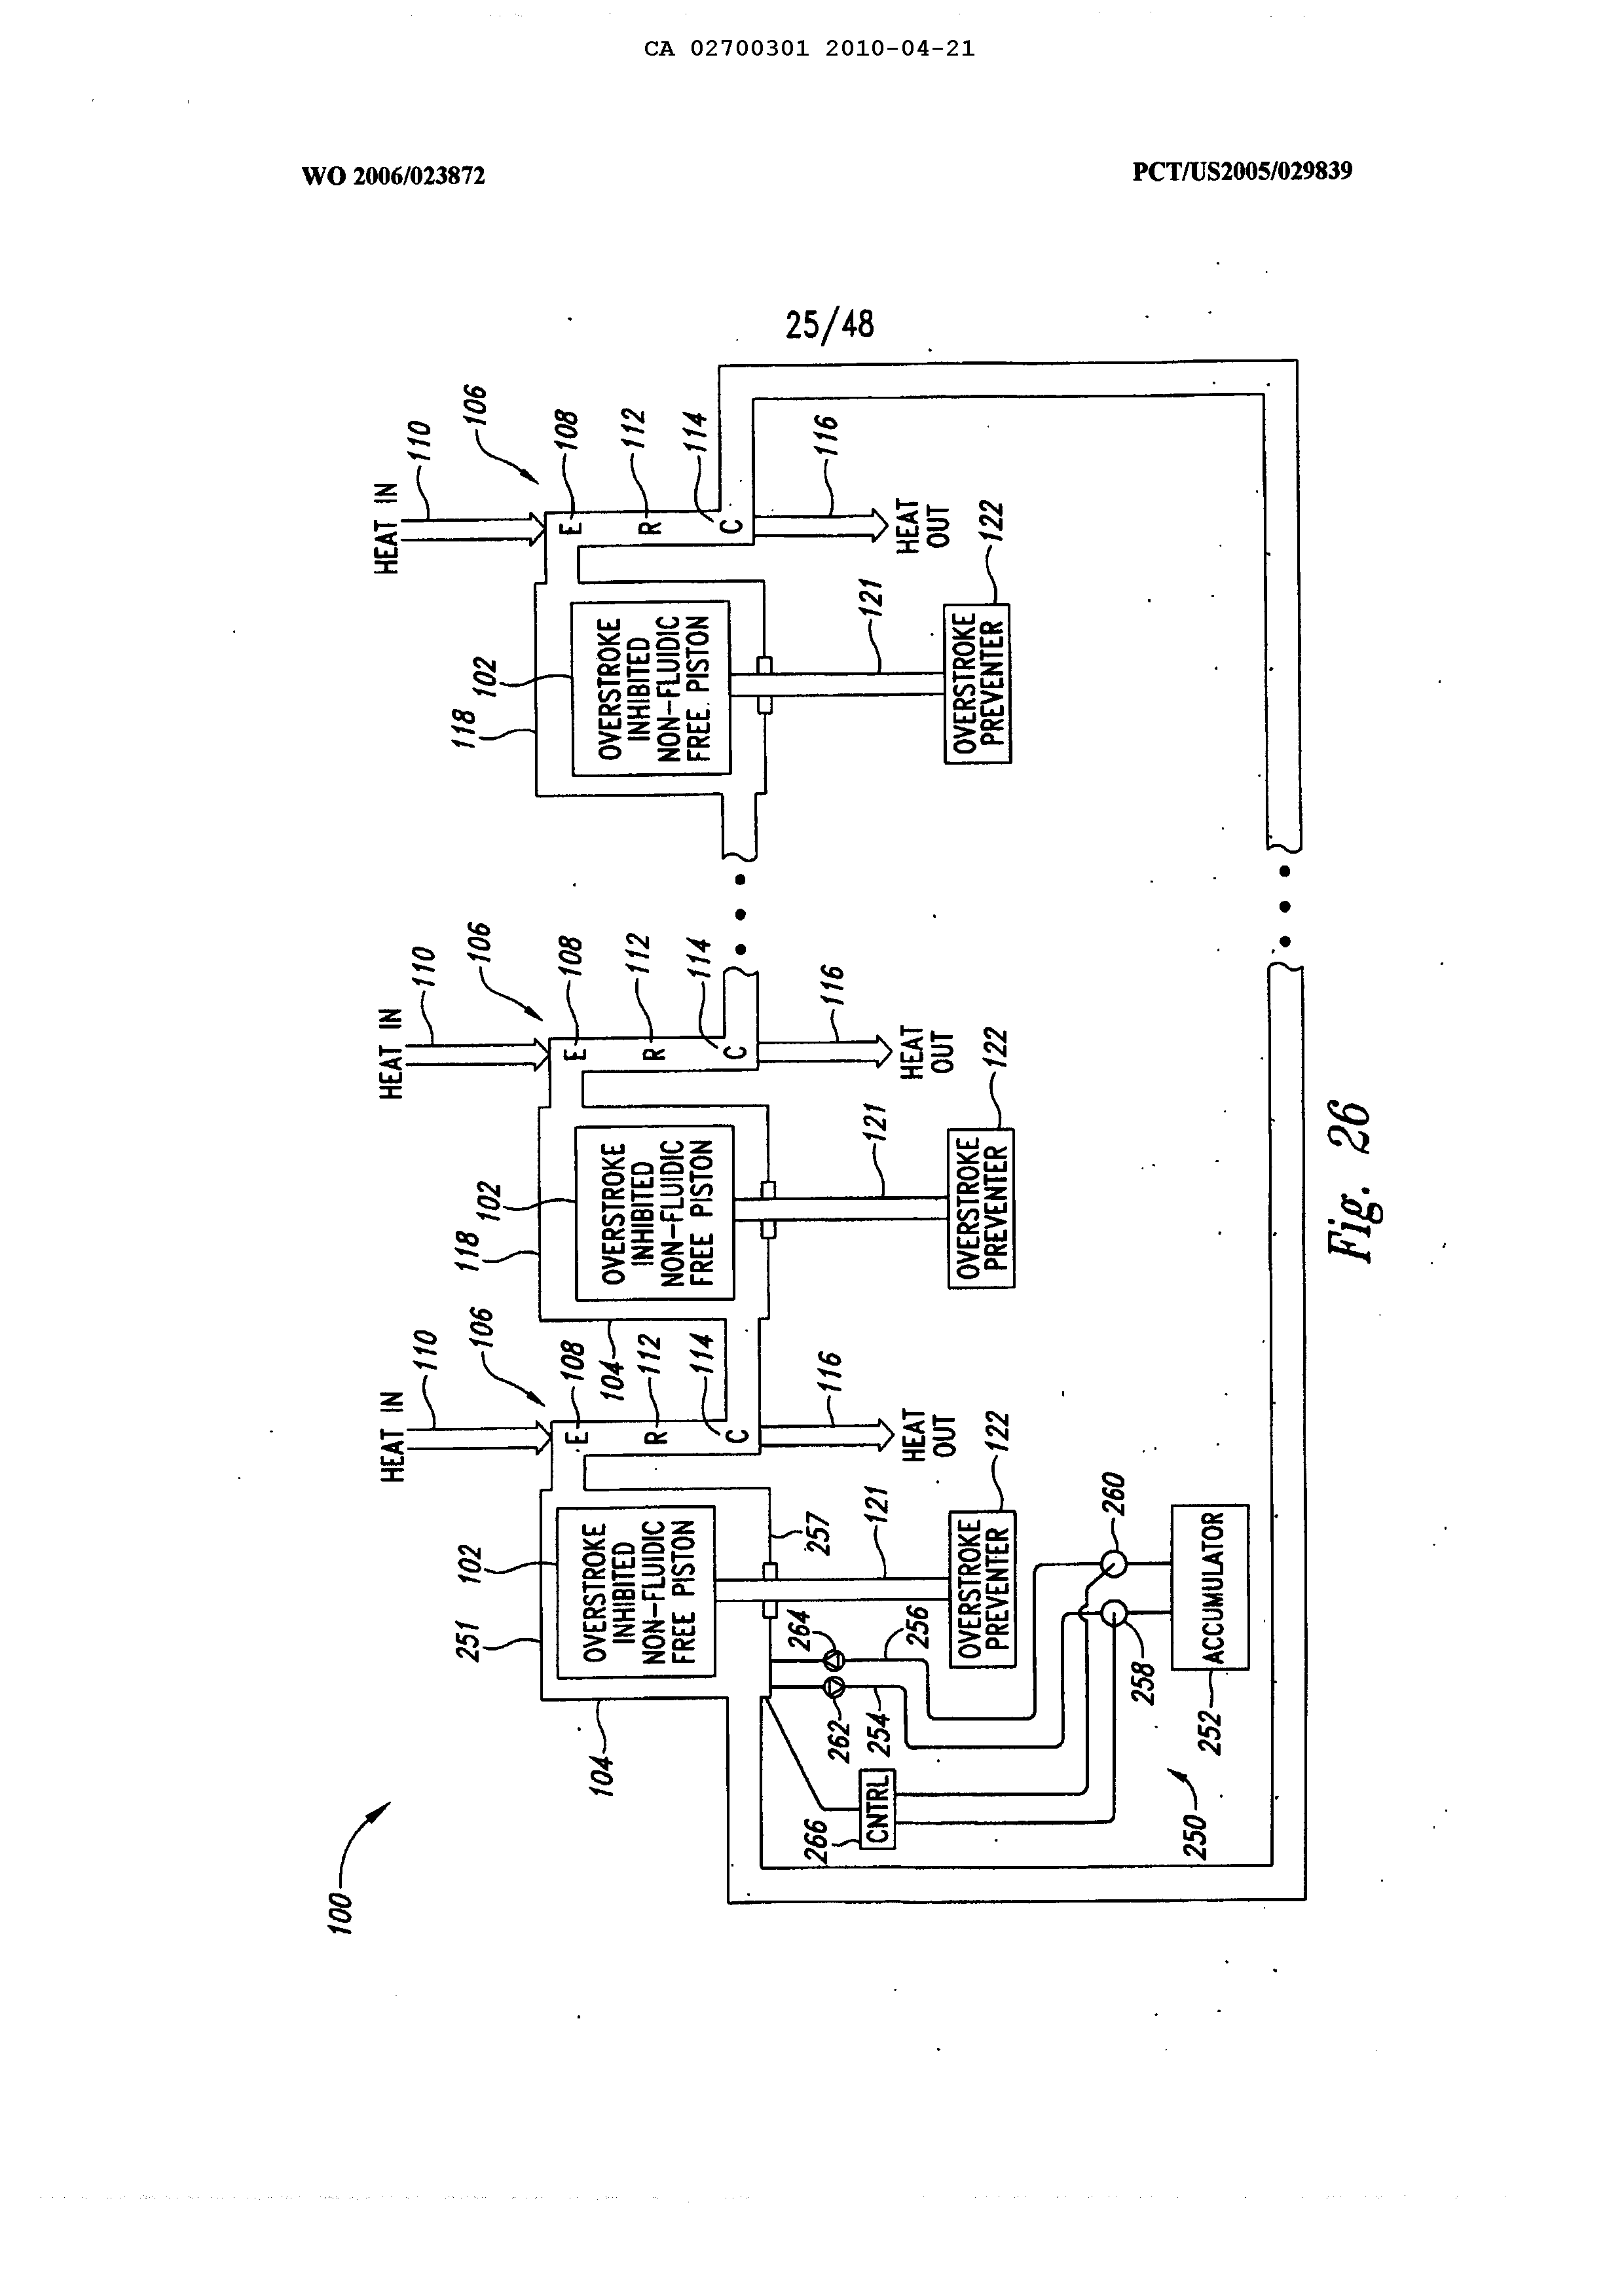 CA 02700301 2010-04-21
WO 2006/023872
PCT/US2005/029839
25/48
100
104
251
102
OVERSTROKE
INHIBITED
NON-FLUIDIC
FREE PISTON
HEAT IN
110
106
E
108
R
112
C
114
116
HEAT
OUT
257
121
OVERSTROKE
PREVENTER
122
264
256
262
254
266
CNTRL
260
258
252
ACCUMULATOR
250
104
118
102
OVERSTROKE
INHIBITED
NON-FLUIDIC
FREE PISTON
HEAT IN
110
106
E
108
R
112
C
114
116
HEAT
OUT
121
OVERSTROKE
PREVENTER
122
118
102
OVERSTROKE
INHIBITED
NON-FLUIDIC
FREE. PISTON
HEAT IN
110
106
E
108
R
112
C
114
116
HEAT
OUT
121
OVERSTROKE
PREVENTER
122
Fig. 26